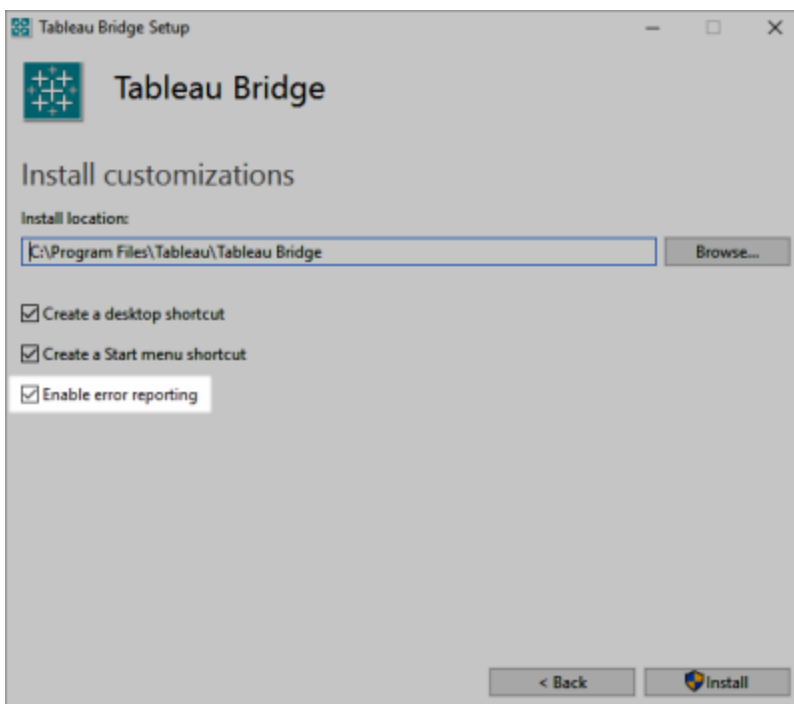 Tableau Bridge Setup
Tableau Bridge
Install customizations
Install location:
C:\Program Files\Tableau\Tableau Bridge
Browse...
Create a desktop shortcut
Create a Start menu shortcut
Enable error reporting
< Back
Install